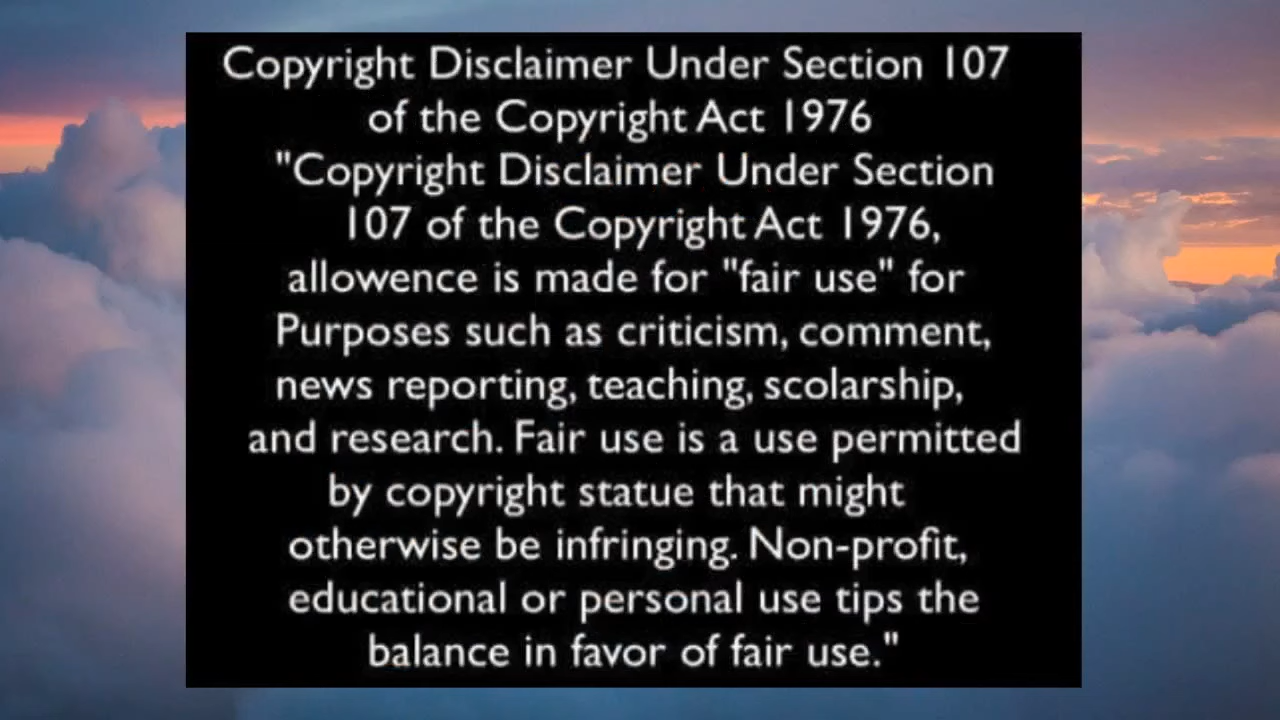 Copyright Disclaimer Under Section 107
of the Copyright Act 1976
"Copyright Disclaimer Under Section
107 of the Copyright Act 1976,
allowence is made for "fair use" for
Purposes such as criticism, comment,
news reporting, teaching, scolarship,
and research. Fair use is a use permitted
by copyright statue that might
otherwise be infringing. Non-profit,
educational or personal use tips the
balance in favor of fair use."